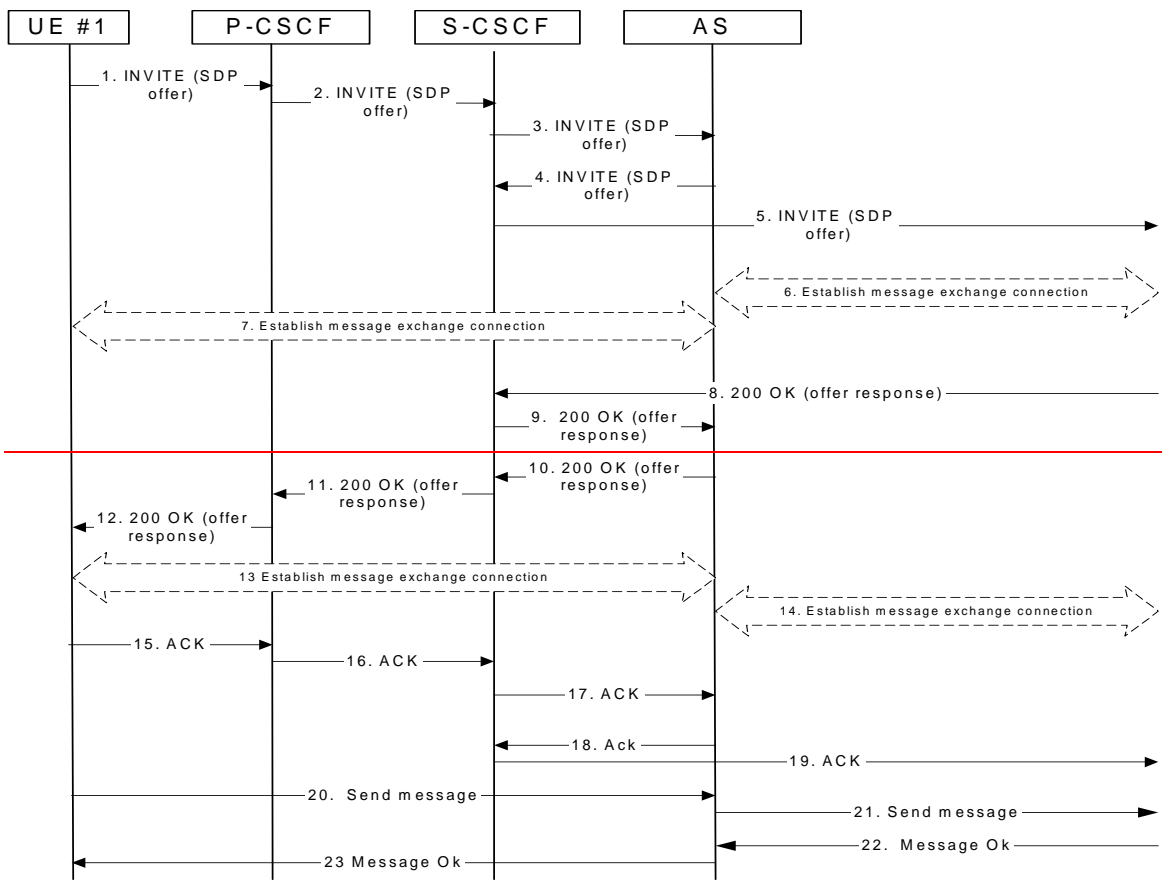 UE #1
P-CSCF
S-CSCF
AS
1. INVITE (SDP
offer)
2. INVITE (SDP
offer)
3. INVITE (SDP
offer)
4. INVITE (SDP
offer)
5. INVITE (SDP
offer)
6. Establish message exchange connection
7. Establish message exchange connection
8. 200 OK (offer response)
9. 200 OK (offer
response)
10. 200 OK (offer
response)
11. 200 OK (offer
response)
12. 200 OK (offer
response)
13 Establish message exchange connection
14. Establish message exchange connection
15. ACK
16. ACK
17. ACK
18. Ack
19. ACK
20. Send message
21. Send message
22. Message Ok
23 Message Ok